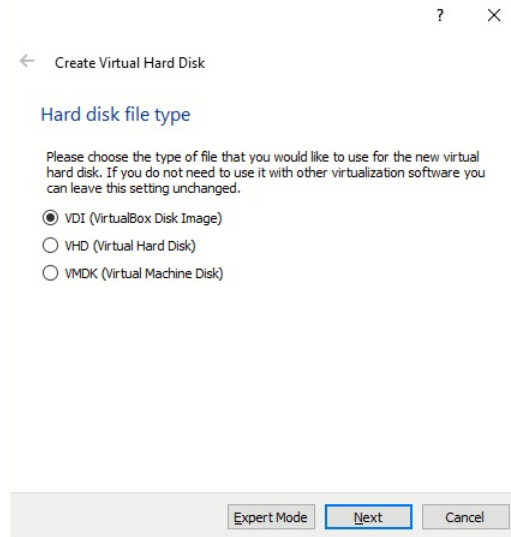 ?
Create Virtual Hard Disk
Hard disk file type
Please choose the type of file that you would like to use for the new virtual
hard disk. If you do not need to use it with other virtualization software you
can leave this setting unchanged.
VDI (VirtualBox Disk Image)
VHD (Virtual Hard Disk)
VMDK (Virtual Machine Disk)
Expert Mode Next Cancel